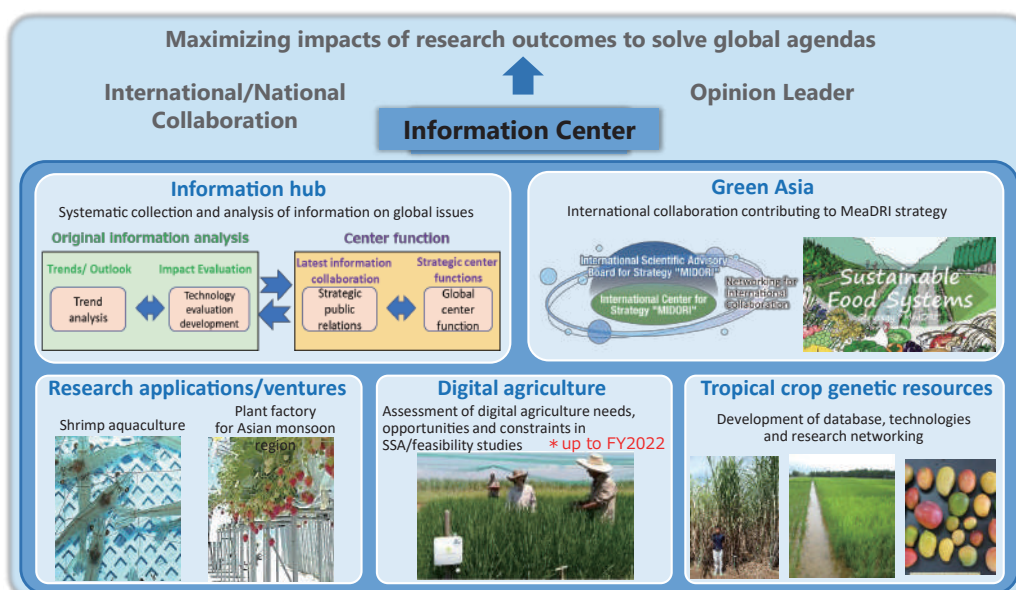 Maximizing impacts of research outcomes to solve global agendas
International/National
Collaboration
Opinion Leader
Information Center
Information hub
Systematic collection and analysis of information on global issues
Original information analysis
Center function
Trends/ Outlook
Impact Evaluation
Trend
analysis
Technology
evaluation
development
Latest information
collaboration
Strategic
public
relations
Strategic center
functions
Global
center
function
Green Asia
International collaboration contributing to MeaDRI strategy
International Scientific Advisory
Board for Strategy "MIDORI"
International Center for
Strategy "MIDORI"
Networking for
International
Collaboration
Sustainable
Food Systems
Research applications/ventures
Shrimp aquaculture
Plant factory
for Asian monsoon
region
Digital agriculture
Assessment of digital agriculture needs,
opportunities and constraints in
SSA/feasibility studies
*up to FY2022
Tropical crop genetic resources
Development of database, technologies
and research networking